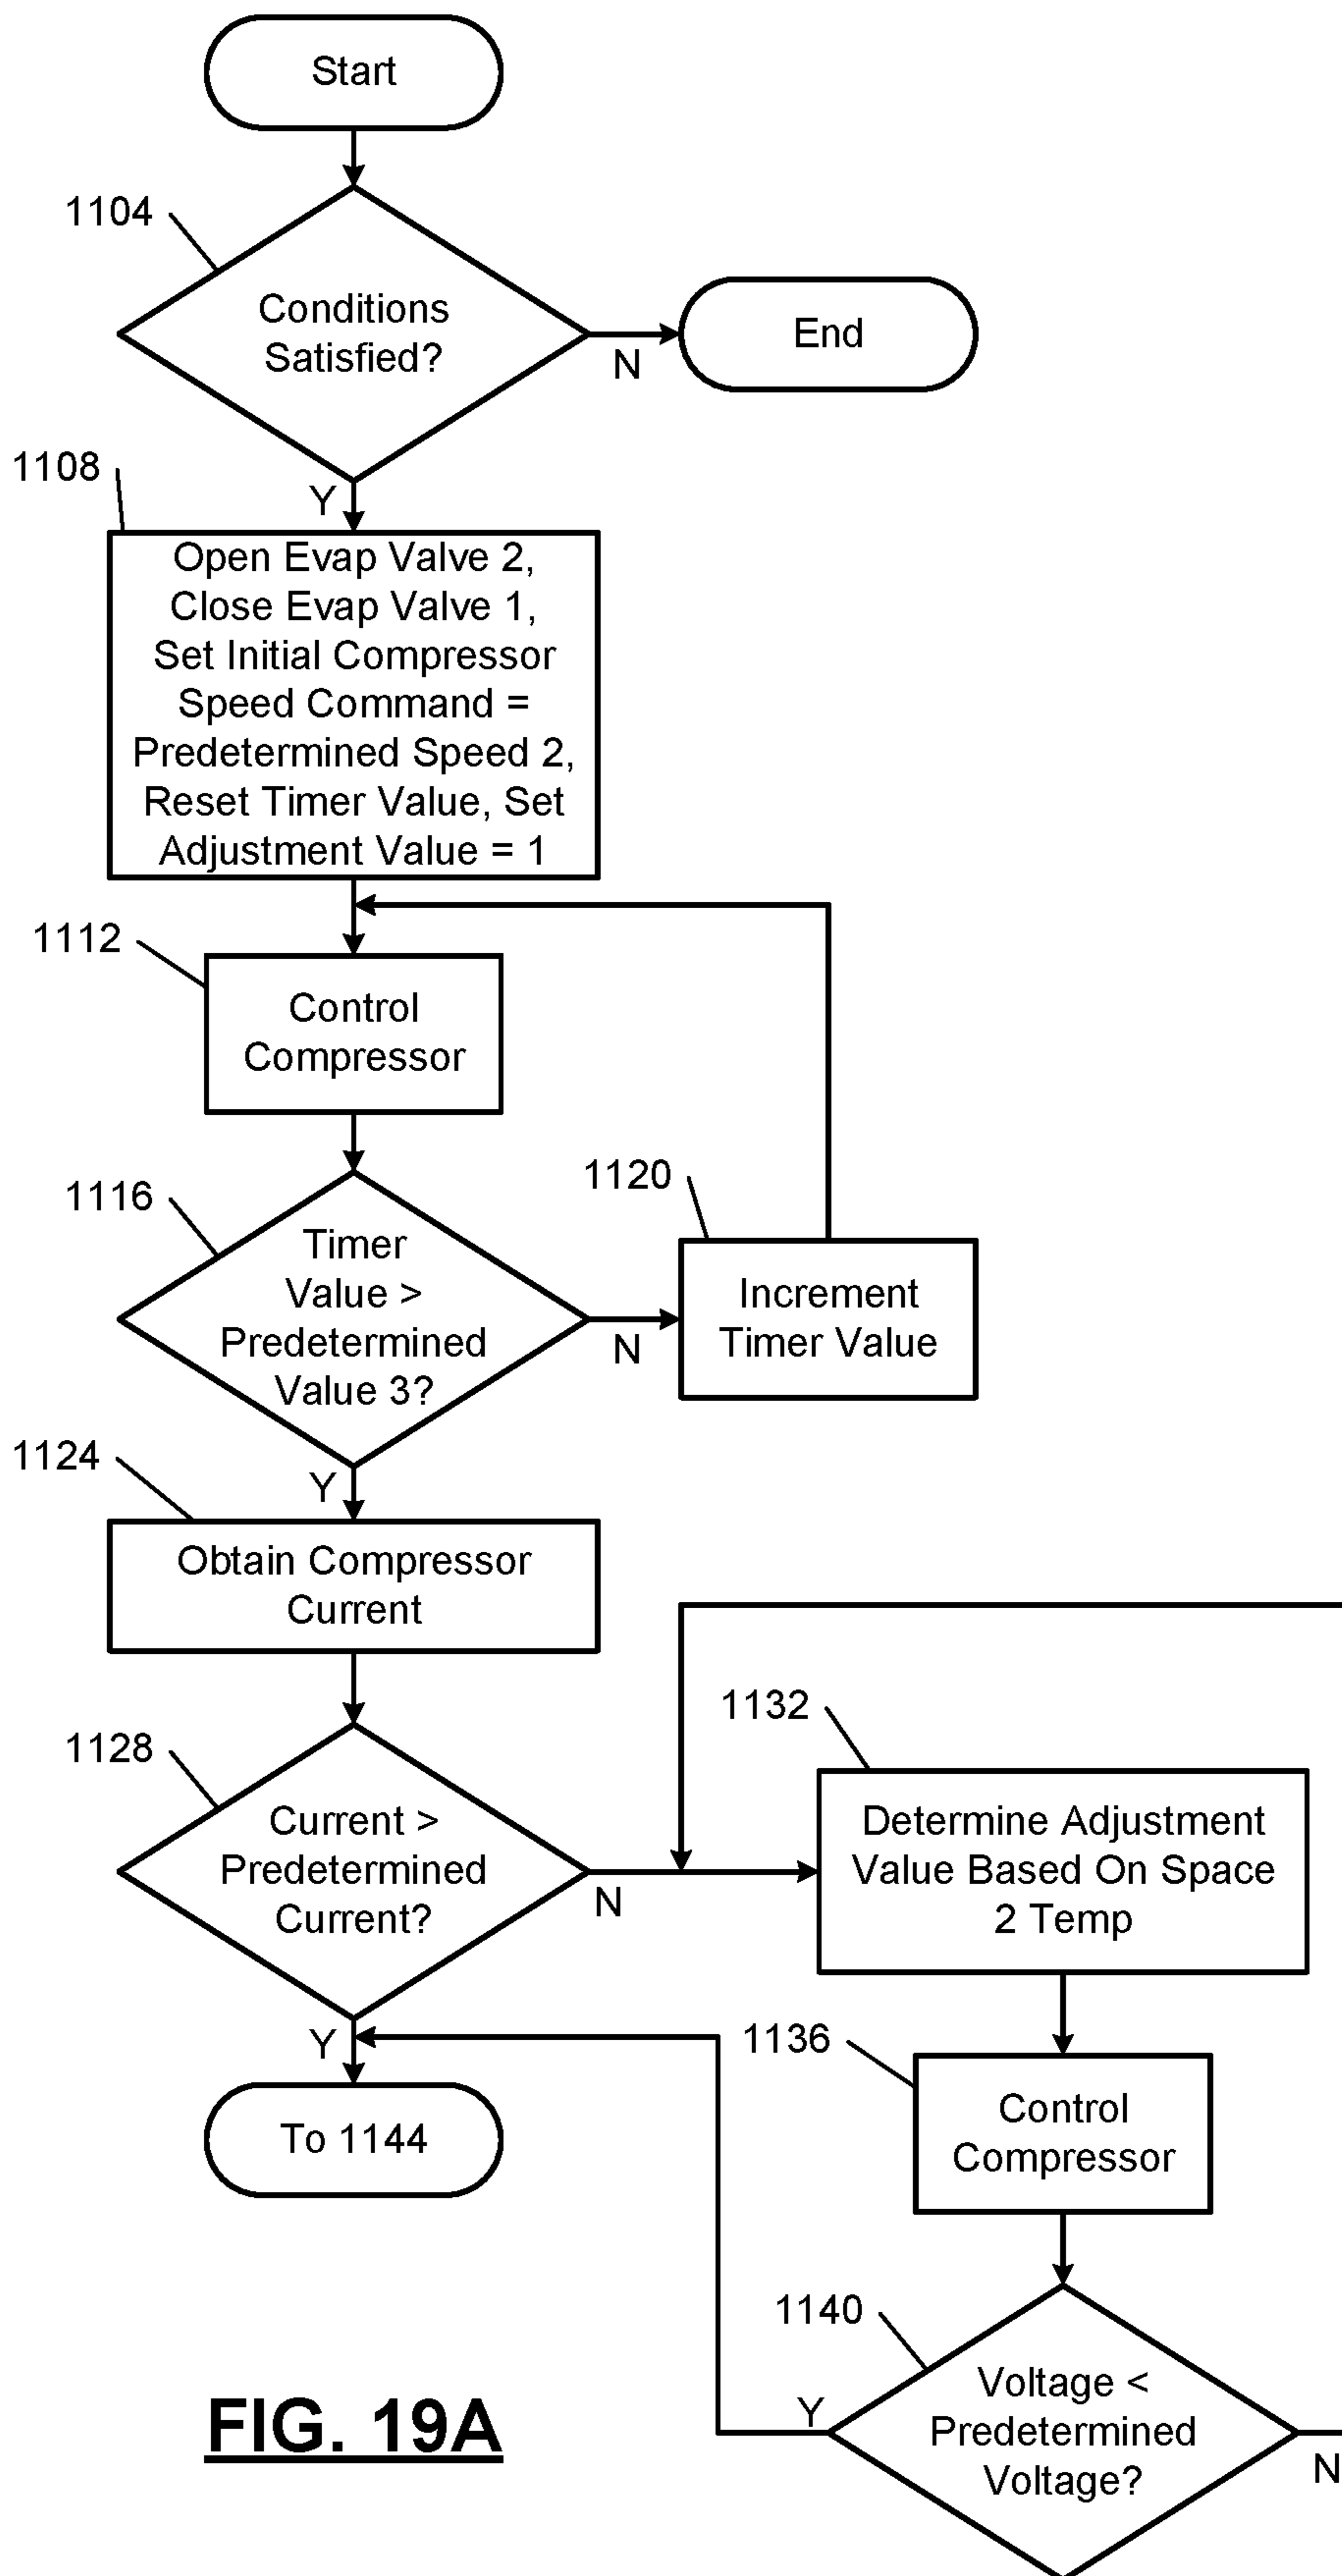 Start
1104
Conditions
Satisfied?
N
End
Y
1108
Open Evap Valve 2,
Close Evap Valve 1,
Set Initial Compressor
Speed Command =
Predetermined Speed 2,
Reset Timer Value, Set
Adjustment Value = 1
1112
Control
Compressor
1116
Timer
Value >
Predetermined
Value 3?
N
1120
Increment
Timer Value
Y
1124
Obtain Compressor
Current
1128
Current >
Predetermined
Current?
N
1132
Determine Adjustment
Value Based On Space
2 Temp
Y
To 1144
1136
Control
Compressor
1140
Voltage <
Predetermined
Voltage?
Y
N
FIG. 19A